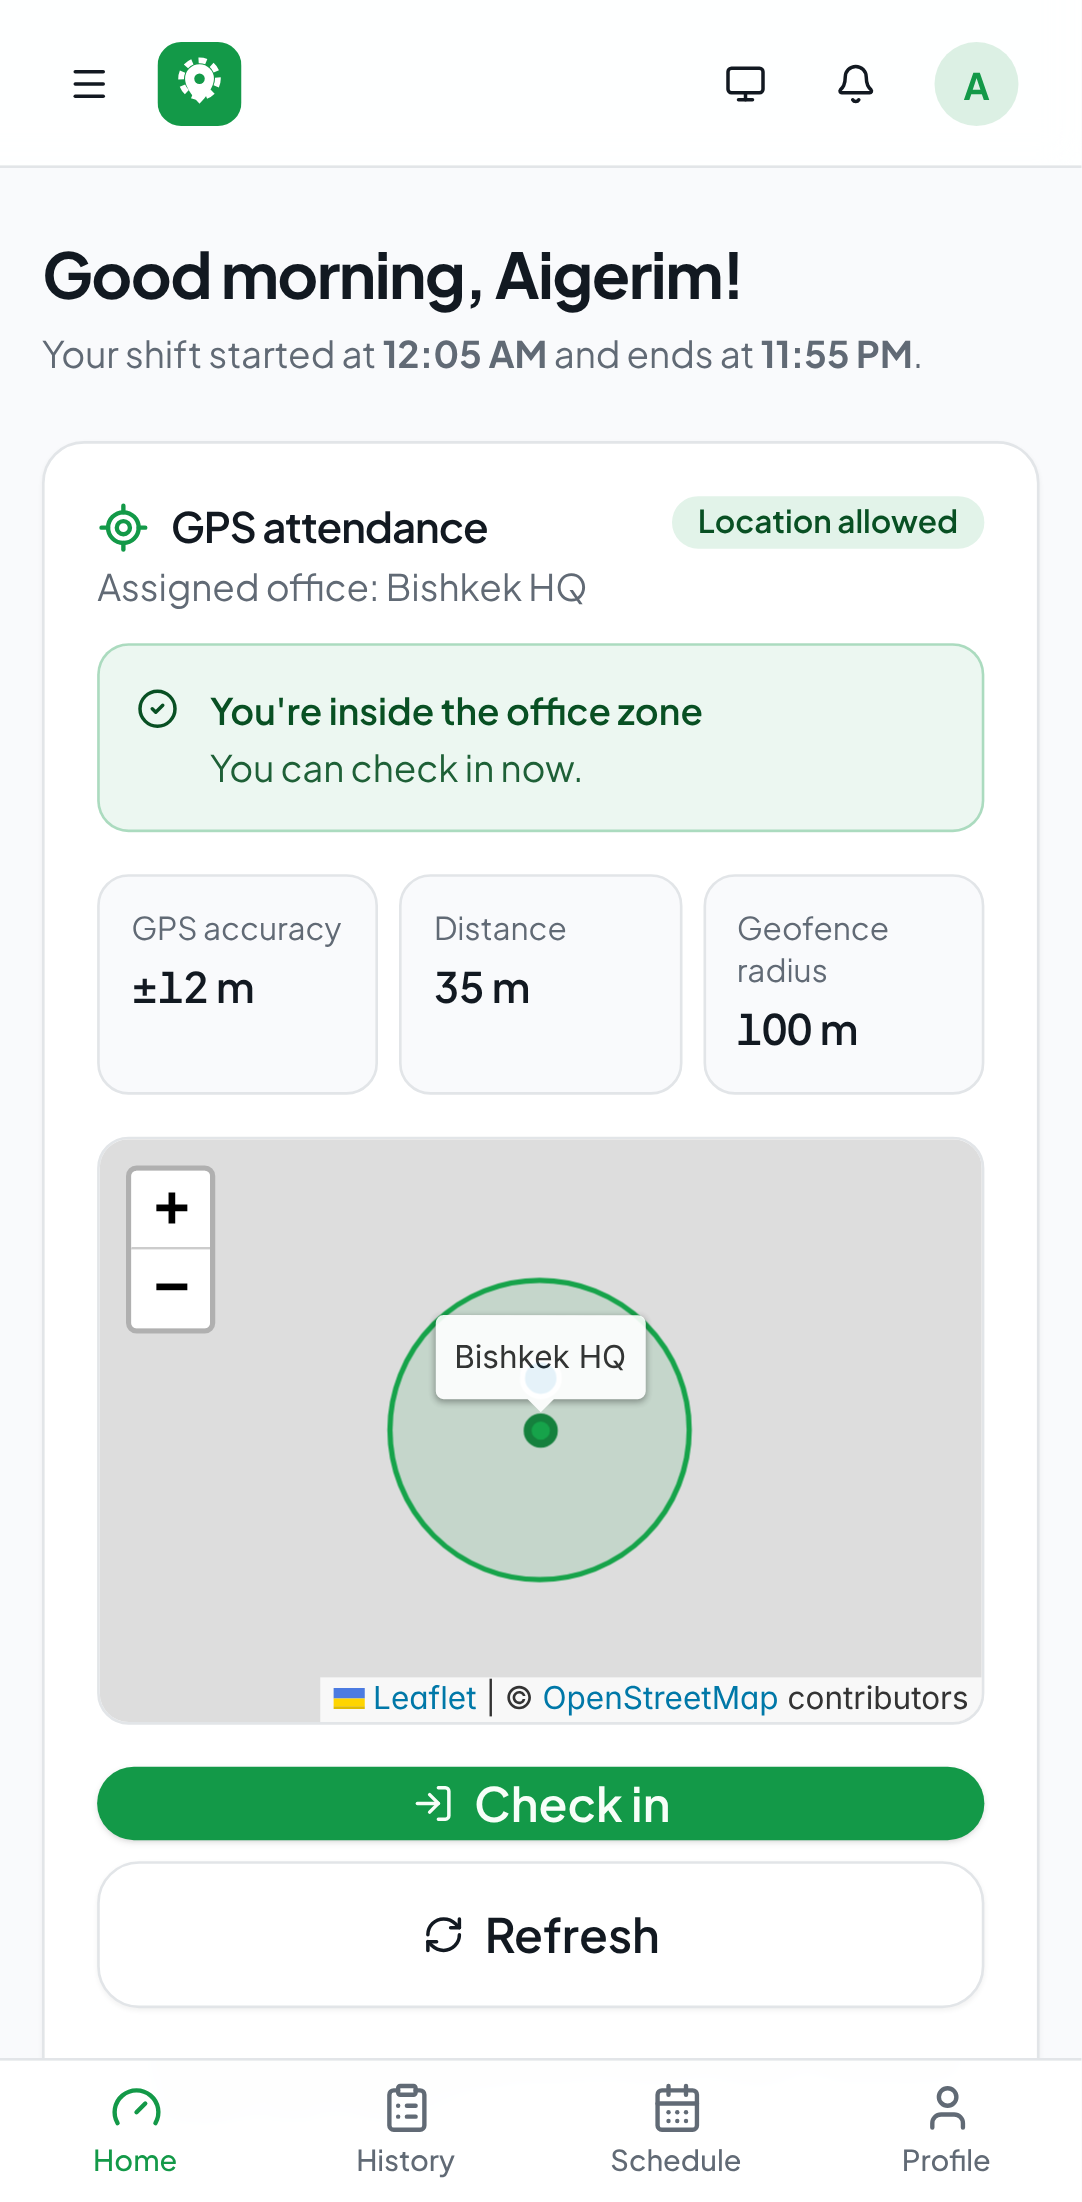 A
Good morning, Aigerim!
Your shift started at 12:05 AM and ends at 11:55 PM.
GPS attendance
Location allowed
Assigned office: Bishkek HQ
You're inside the office zone
You can check in now.
GPS accuracy
±12 m
Distance
35 m
Geofence
radius
100 m
+
−
Bishkek HQ
Leaflet | © OpenStreetMap contributors
Check in
Refresh
Home
History
Schedule
Profile